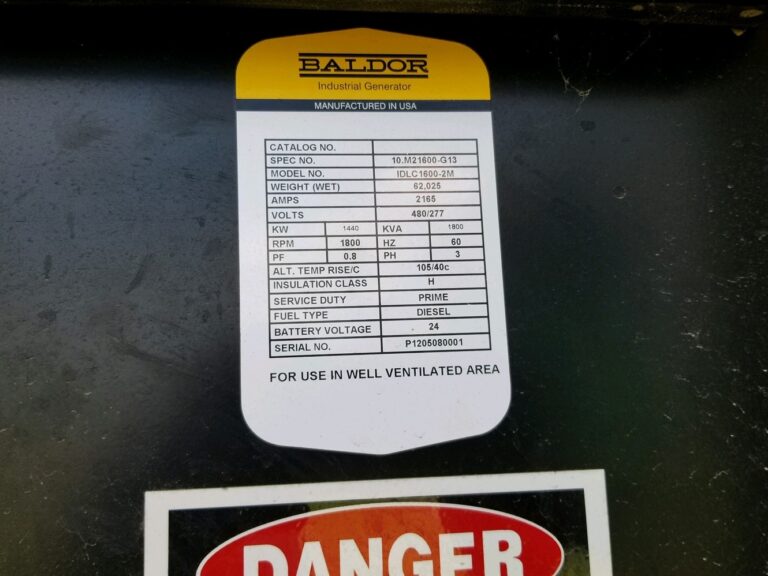 BALDOR
Industrial Generator
MANUFACTURED IN USA
CATALOG NO.
SPEC NO. 10.M21600-G13
MODEL NO. IDLC1600-2M
WEIGHT (WET) 62,025
AMPS 2165
VOLTS 480/277
KW 1440 KVA 1800
RPM 1800 HZ 60
PF 0.8 PH 3
ALT. TEMP RISE/C 105/40c
INSULATION CLASS H
SERVICE DUTY PRIME
FUEL TYPE DIESEL
BATTERY VOLTAGE 24
SERIAL NO. P1205080001
FOR USE IN WELL VENTILATED AREA
DANGER